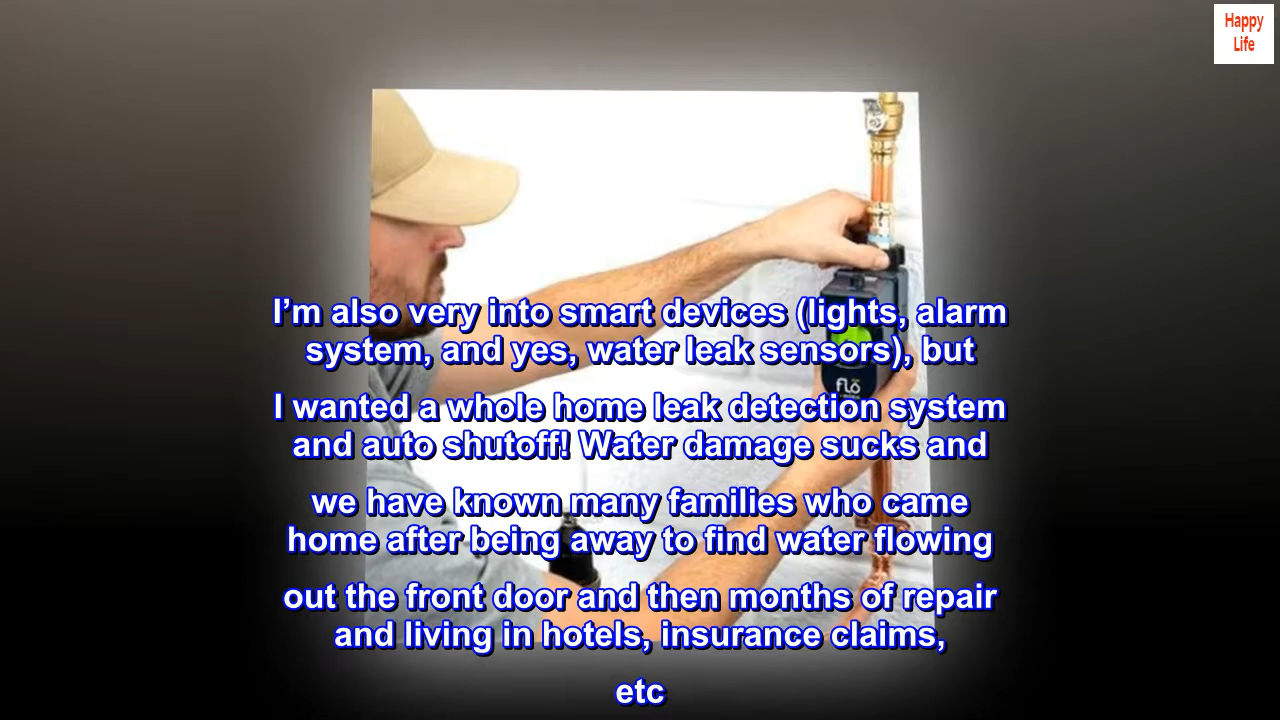 Happy
Life
I’m also very into smart devices (lights, alarm
system, and yes, water leak sensors), but
I wanted a whole home leak detection system
and auto shutoff! Water damage sucks and
we have known many families who came
home after being away to find water flowing
out the front door and then months of repair
and living in hotels, insurance claims,
etc
flō